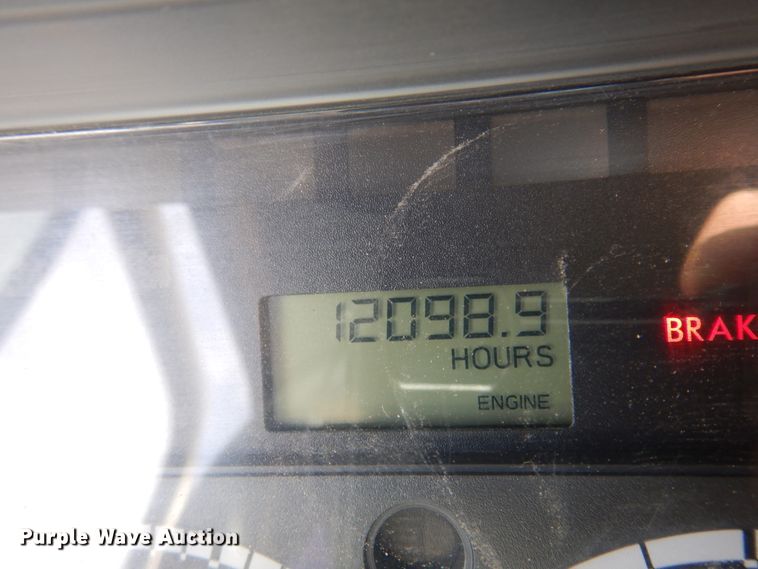 12098.9
HOURS
BRAK
ENGINE
Purple Wave Auction